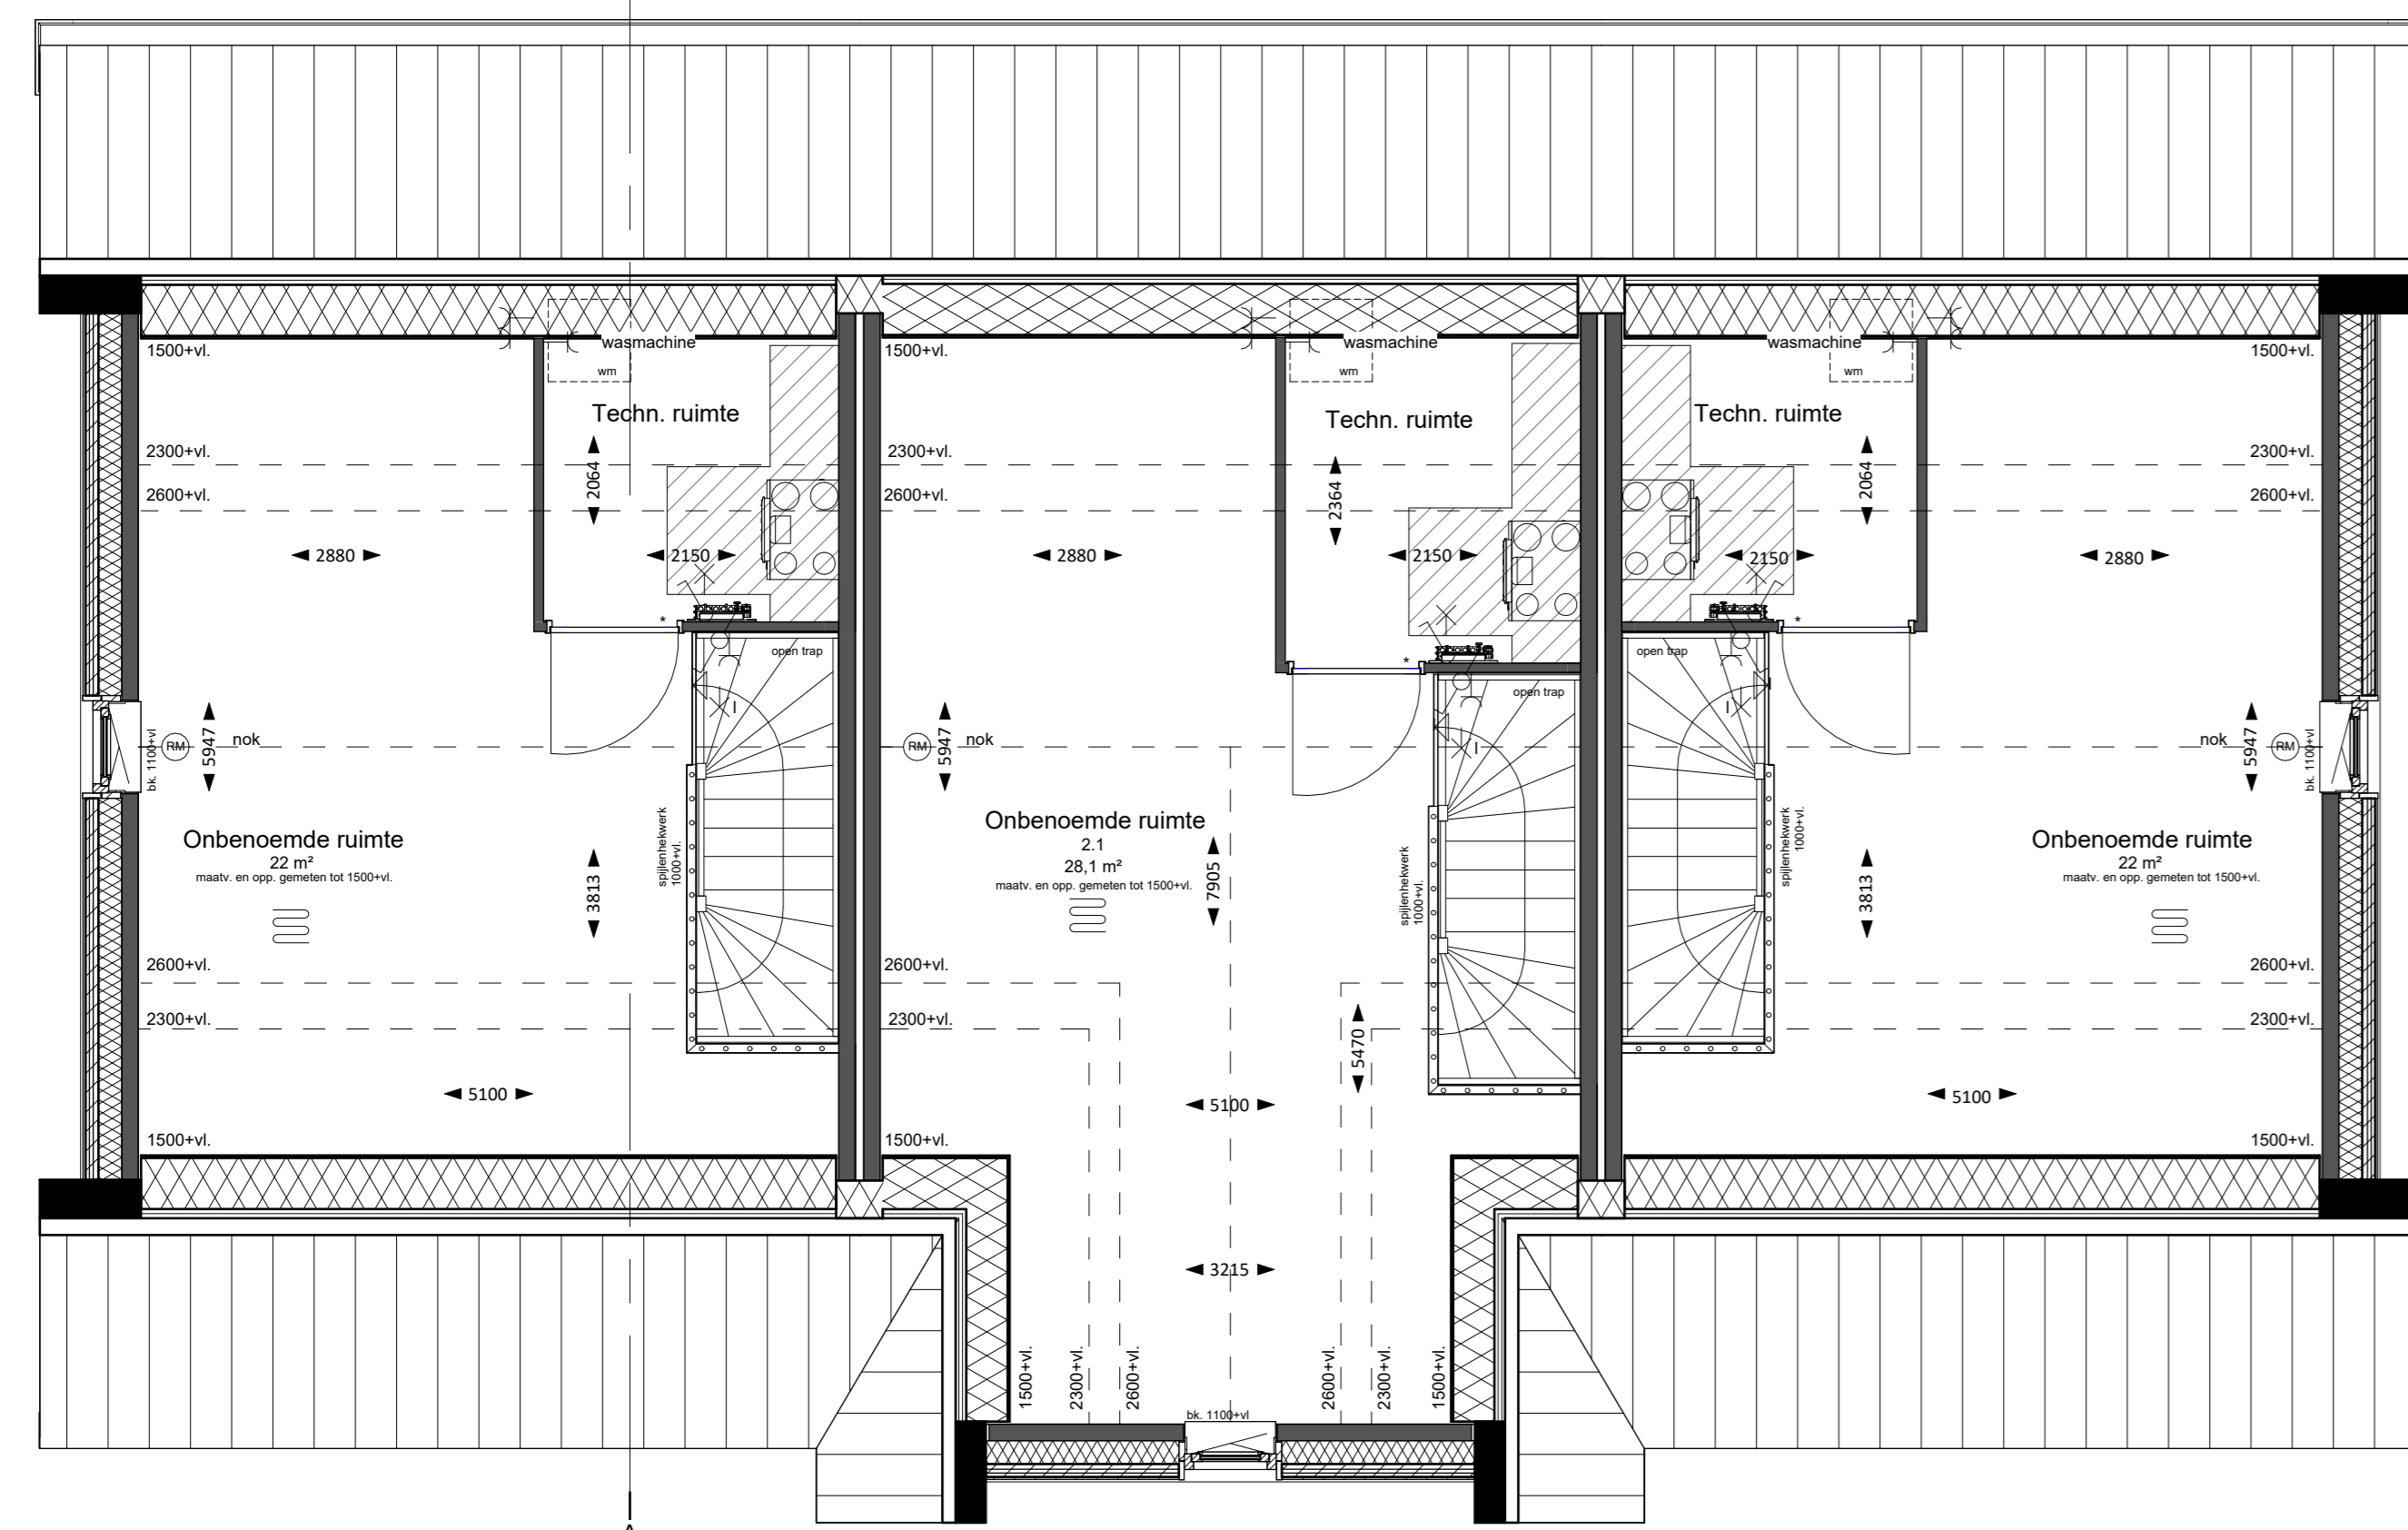 wasmachine
wasmachine
wasmachine
1500+vl.
1500+vl.
1500+vl.
wm
wm
wm
Techn. ruimte
Techn. ruimte
Techn. ruimte
2300+vl.
2300+vl.
2300+vl.
2064
2364
2064
2600+vl.
2600+vl.
2600+vl.
2880
2150
2880
2150
2150
2880
*
*
*
open trap
open trap
open trap
I
I
I
bk. 1100+vl
RM
5947
nok
RM
5947
nok
nok
5947
RM
bk. 1100+vl
Onbenoemde ruimte
22 m²
maatv. en opp. gemeten tot 1500+vl.
3813
spijlenhekwerk
1000+vl.
Onbenoemde ruimte
2.1
28,1 m²
maatv. en opp. gemeten tot 1500+vl.
7905
spijlenhekwerk
1000+vl.
spijlenhekwerk
1000+vl.
3813
Onbenoemde ruimte
22 m²
maatv. en opp. gemeten tot 1500+vl.
2600+vl.
2600+vl.
2600+vl.
2300+vl.
2300+vl.
2300+vl.
5470
5100
5100
5100
1500+vl.
1500+vl.
1500+vl.
3215
1500+vl.
2300+vl.
2600+vl.
2600+vl.
2300+vl.
1500+vl.
bk. 1100+vl